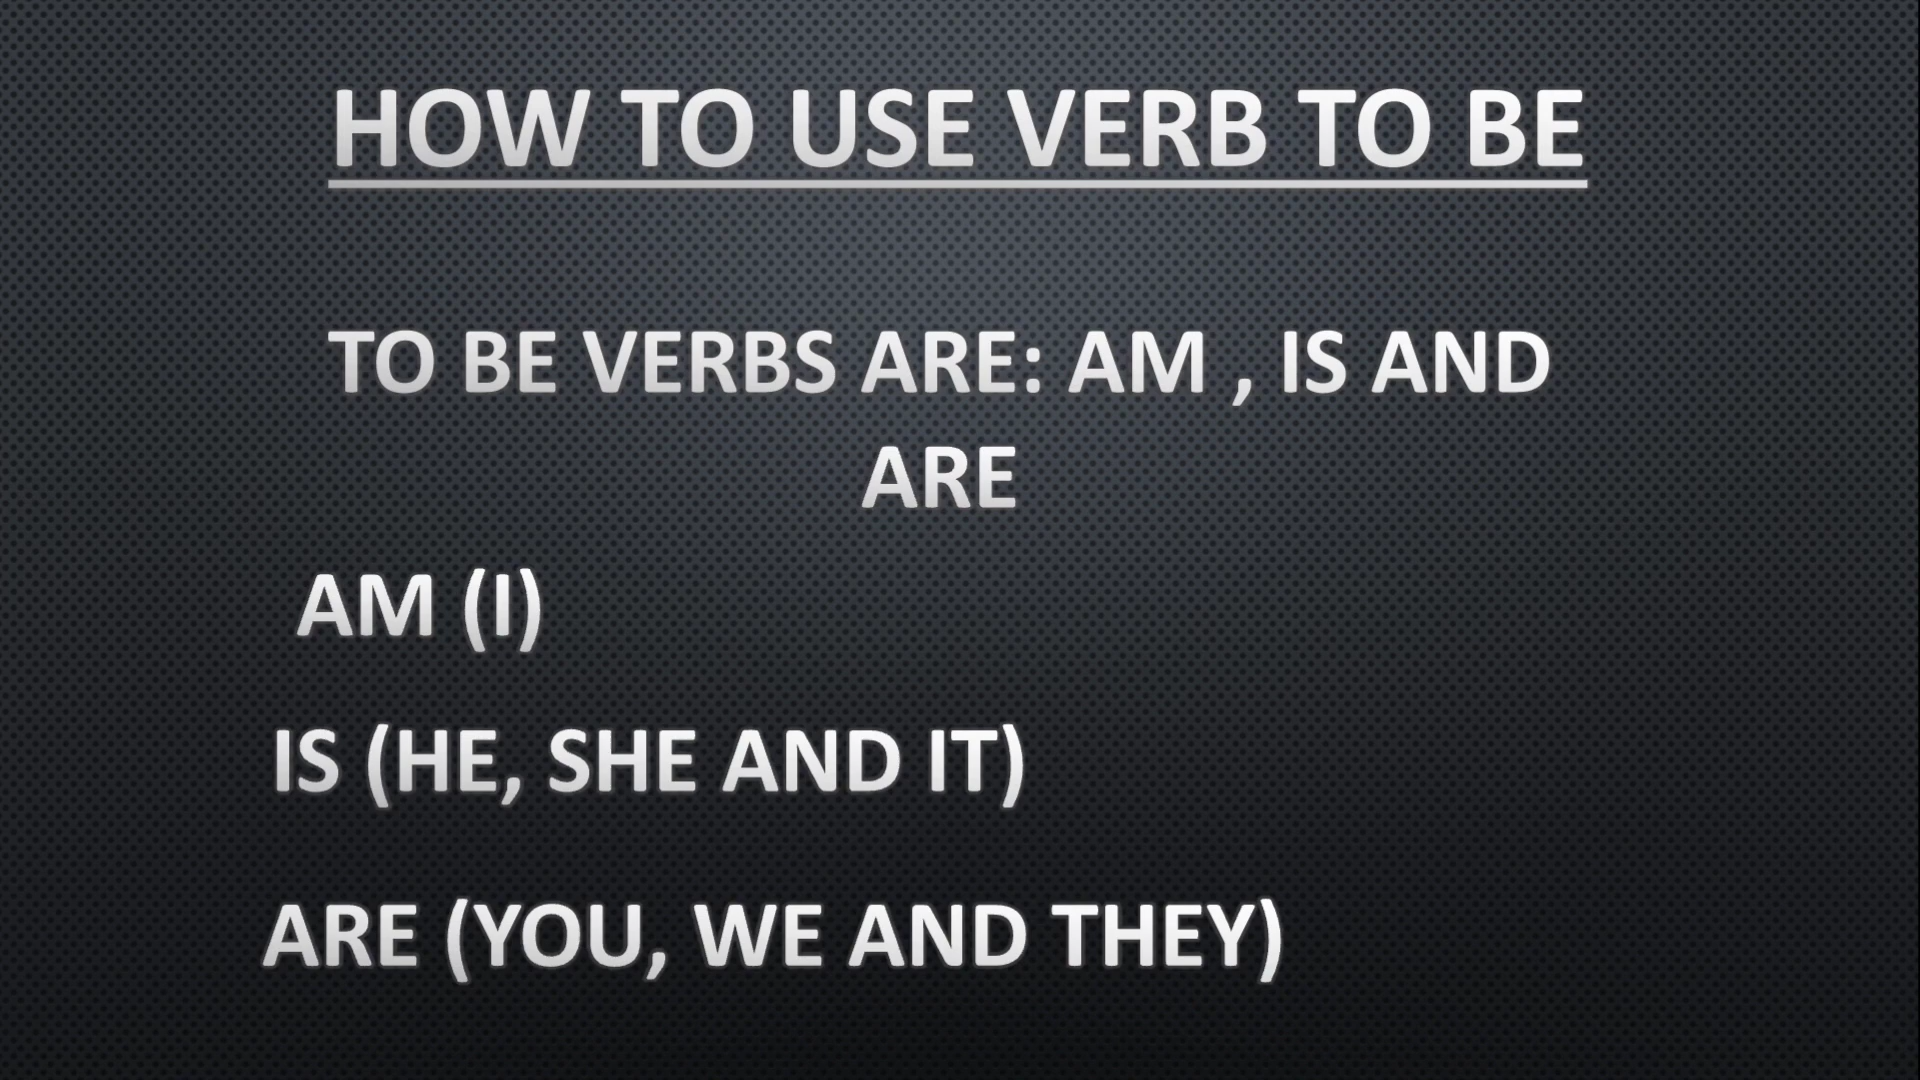 HOW TO USE VERB TO BE
TO BE VERBS ARE: AM , IS AND
ARE
AM (I)
IS (HE, SHE AND IT)
ARE (YOU, WE AND THEY)